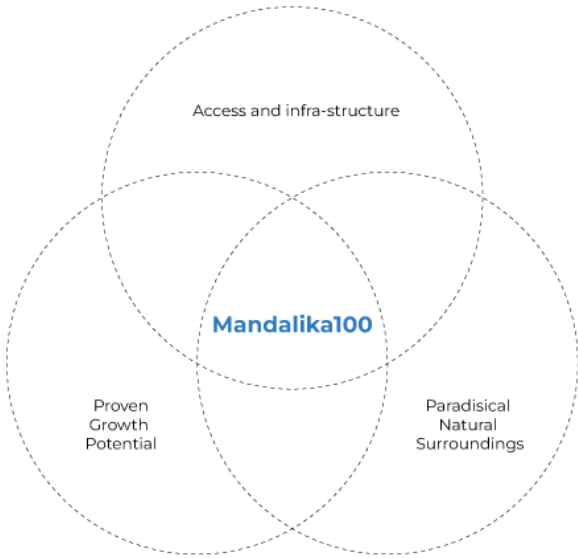 Access and infra-structure
Mandalika100
Proven
Growth
Potential
Paradisical
Natural
Surroundings